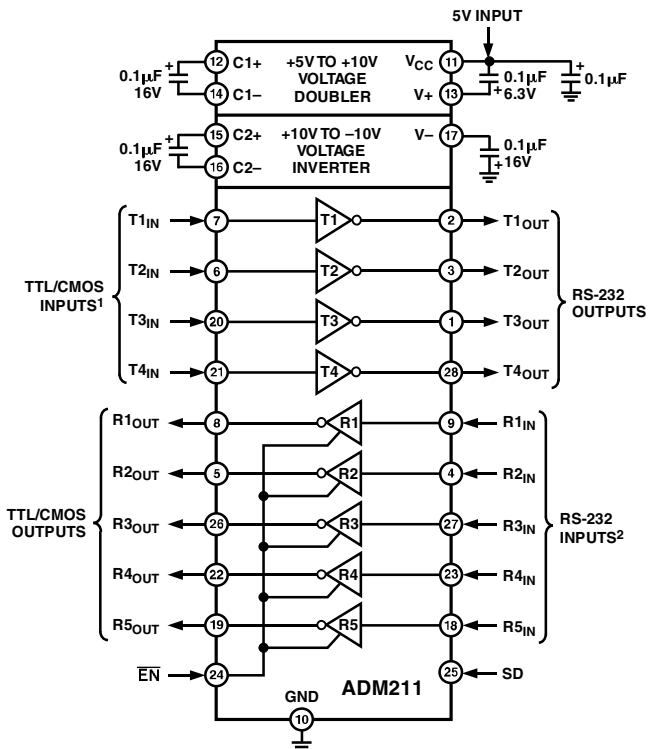 5V INPUT
0.1μF
16V
12 C1+
14 C1–
+5V TO +10V
VOLTAGE
DOUBLER
VCC 11
V+ 13
0.1μF
6.3V
0.1μF
0.1μF
16V
15 C2+
16 C2–
+10V TO –10V
VOLTAGE
INVERTER
V– 17
0.1μF
16V
TTL/CMOS
INPUTS1
T1IN 7 T1 2 T1OUT
T2IN 6 T2 3 T2OUT
T3IN 20 T3 1 T3OUT
T4IN 21 T4 28 T4OUT
RS-232
OUTPUTS
TTL/CMOS
OUTPUTS
R1OUT 8 R1 9 R1IN
R2OUT 5 R2 4 R2IN
R3OUT 26 R3 27 R3IN
R4OUT 22 R4 23 R4IN
R5OUT 19 R5 18 R5IN
RS-232
INPUTS2
EN 24
25 SD
ADM211
GND
10